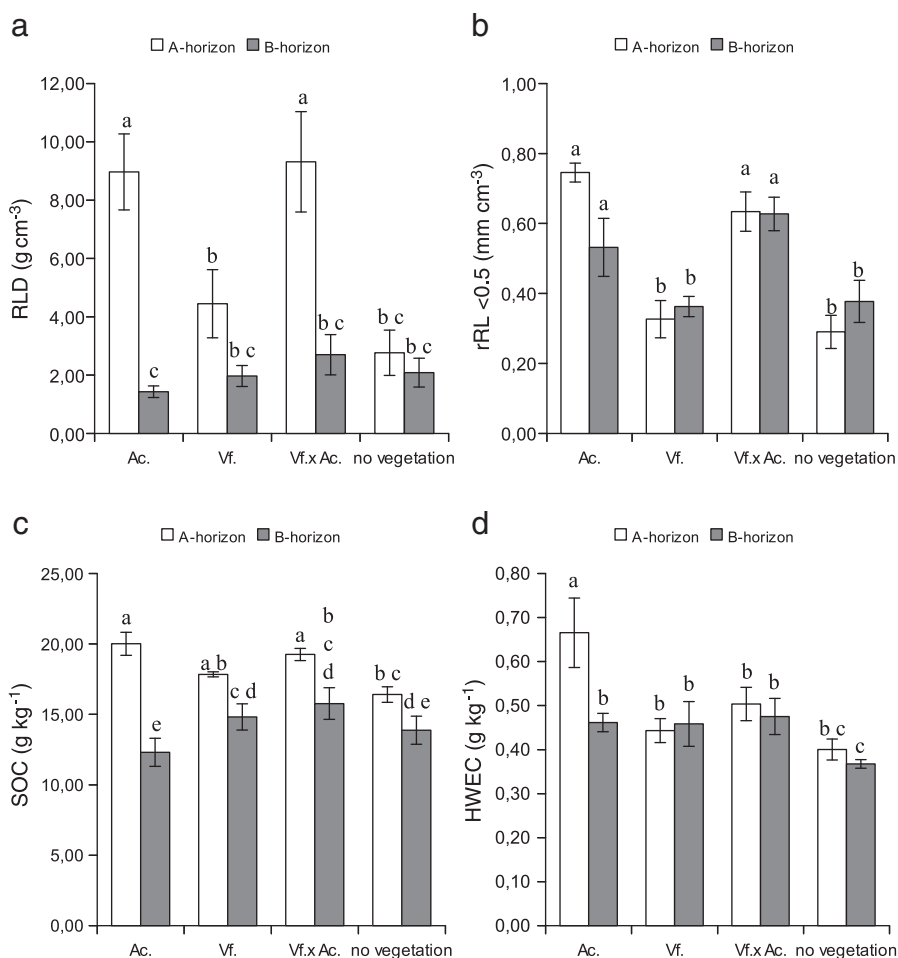 a
A-horizon B-horizon
12,00
10,00
8,00
6,00
4,00
2,00
0,00
RLD (g cm-3)
a
c
b
b c
a
b c
b c
b c
Ac. Vf. Vf.x Ac. no vegetation
b
A-horizon B-horizon
1,00
0,80
0,60
0,40
0,20
0,00
rRL <0.5 (mm cm-3)
a
a
b
b
a
a
b
b
Ac. Vf. Vf.x Ac. no vegetation
c
A-horizon B-horizon
25,00
20,00
15,00
10,00
5,00
0,00
SOC (g kg-1)
a
e
a b
c d
a
b
c
d
b c
d e
Ac. Vf. Vf.x Ac. no vegetation
d
A-horizon B-horizon
0,80
0,70
0,60
0,50
0,40
0,30
0,20
0,10
0,00
HWEC (g kg-1)
a
b
b
b
b
b
b c
c
Ac. Vf. Vf.x Ac. no vegetation